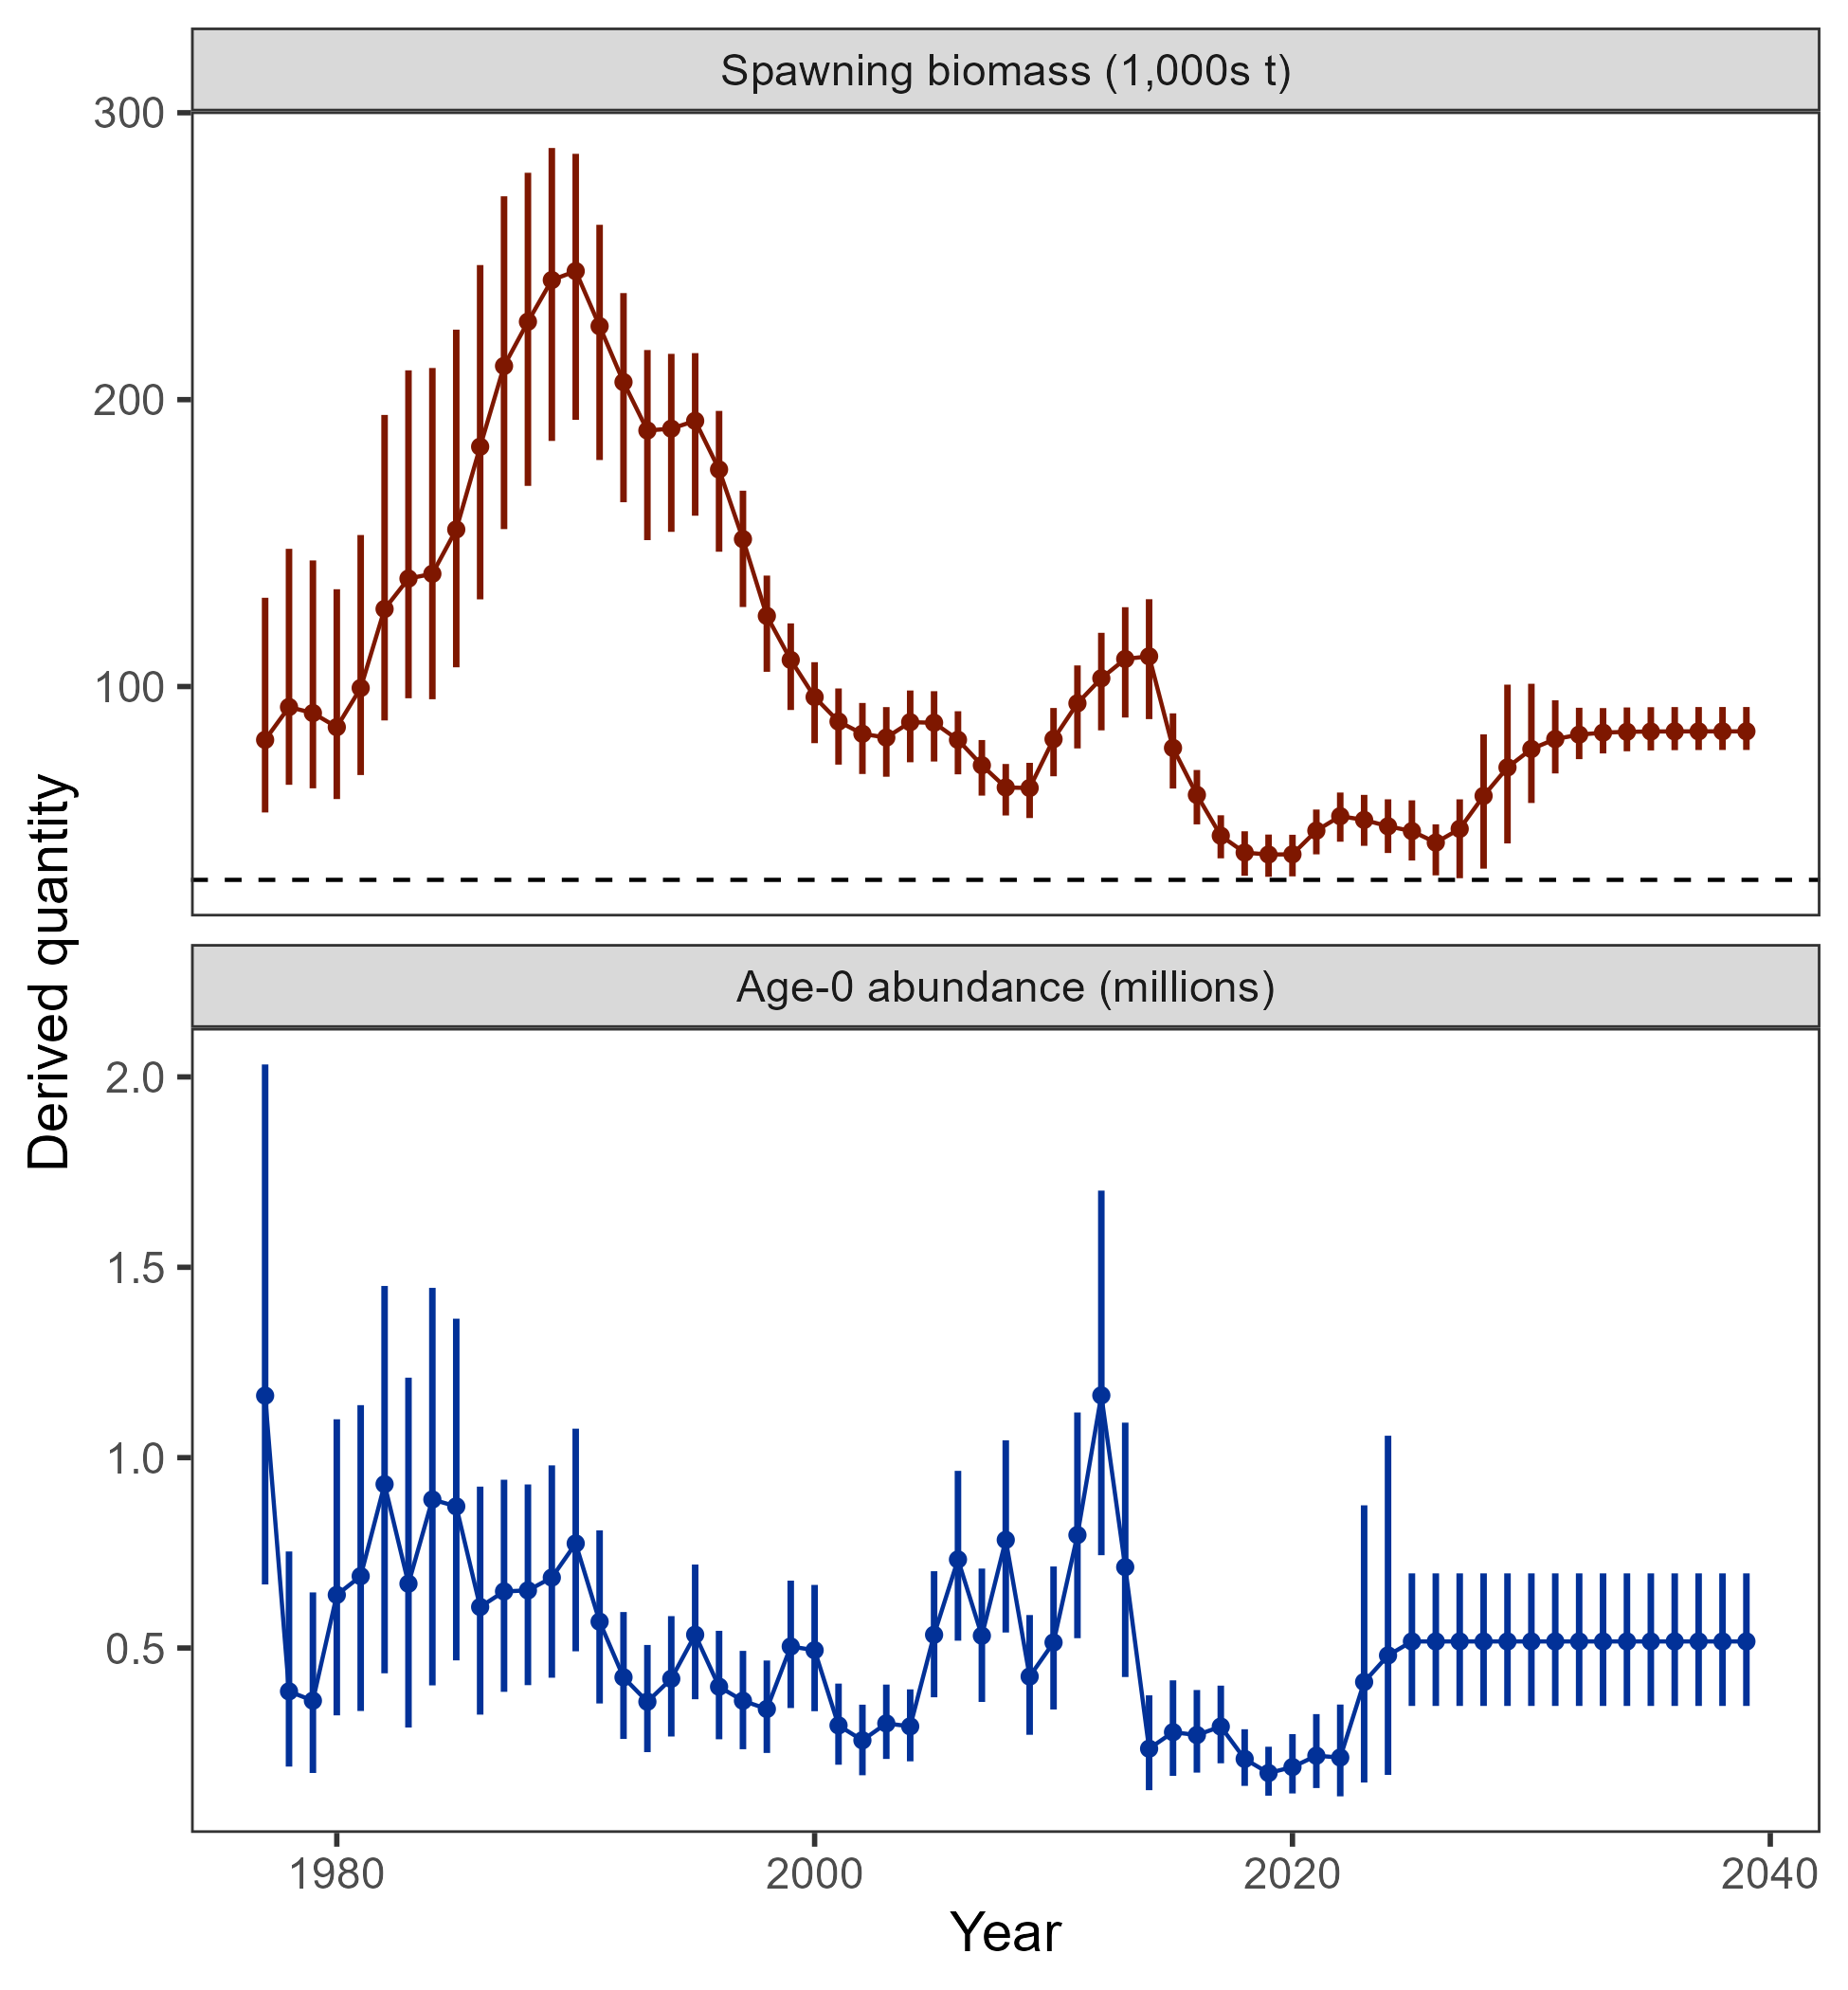 Spawning biomass (1,000s t)
300
200
100
Derived quantity
Age-0 abundance (millions)
2.0
1.5
1.0
0.5
1980 2000 2020 2040
Year